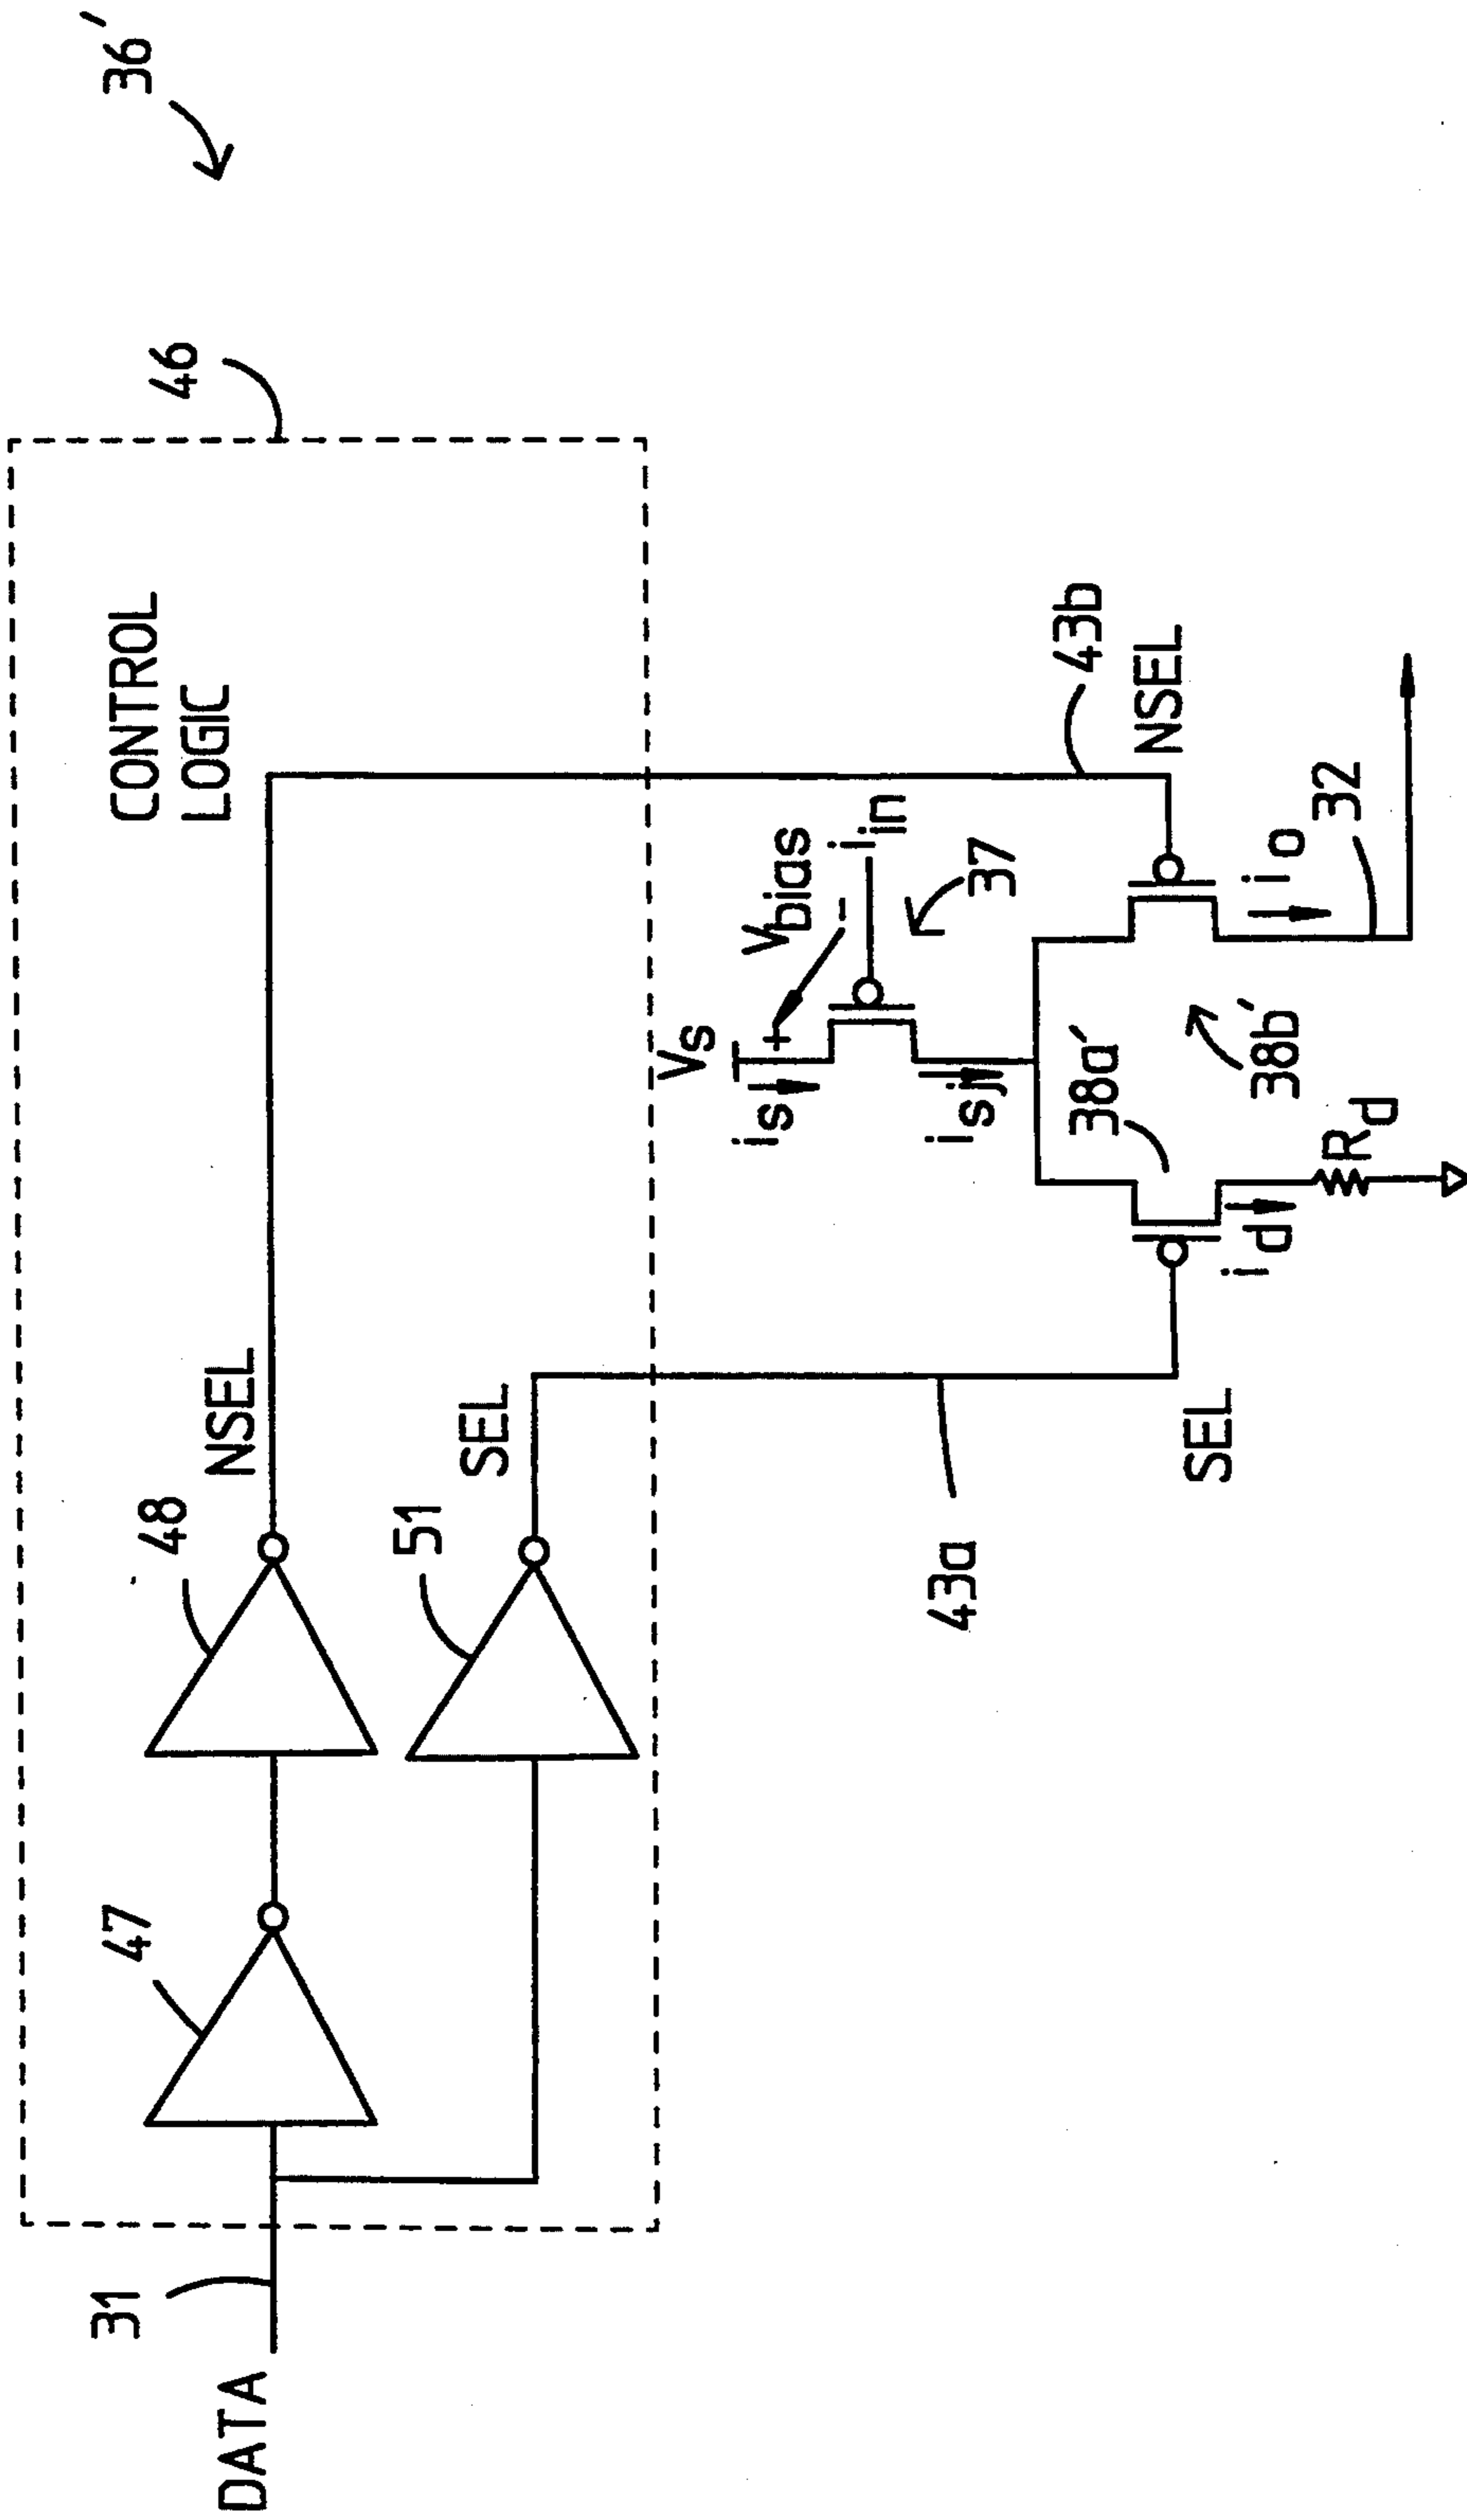 36'
46
CONTROL
LOGIC
48
NSEL
47
51
SEL
31
DATA
Vs
is
+
Vbias
-
iin
37
isj
43b
NSEL
38a'
38b'
io
32
43a
SEL
id
Rd